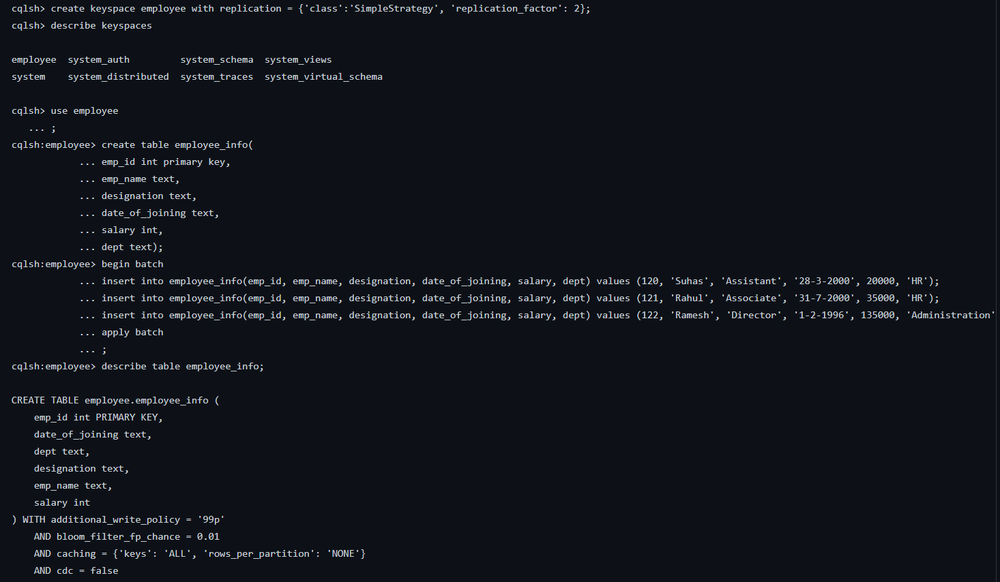 cqlsh> create keyspace employee with replication = {'class':'SimpleStrategy', 'replication_factor': 2};
cqlsh> describe keyspaces
employee  system_auth         system_schema  system_views
system    system_distributed  system_traces  system_virtual_schema
cqlsh> use employee
   ... ;
cqlsh:employee> create table employee_info(
            ... emp_id int primary key,
            ... emp_name text,
            ... designation text,
            ... date_of_joining text,
            ... salary int,
            ... dept text);
cqlsh:employee> begin batch
            ... insert into employee_info(emp_id, emp_name, designation, date_of_joining, salary, dept) values (120, 'Suhas', 'Assistant', '28-3-2000', 20000, 'HR');
            ... insert into employee_info(emp_id, emp_name, designation, date_of_joining, salary, dept) values (121, 'Rahul', 'Associate', '31-7-2000', 35000, 'HR');
            ... insert into employee_info(emp_id, emp_name, designation, date_of_joining, salary, dept) values (122, 'Ramesh', 'Director', '1-2-1996', 135000, 'Administration'
            ... apply batch
            ... ;
cqlsh:employee> describe table employee_info;
CREATE TABLE employee.employee_info (
    emp_id int PRIMARY KEY,
    date_of_joining text,
    dept text,
    designation text,
    emp_name text,
    salary int
) WITH additional_write_policy = '99p'
    AND bloom_filter_fp_chance = 0.01
    AND caching = {'keys': 'ALL', 'rows_per_partition': 'NONE'}
    AND cdc = false